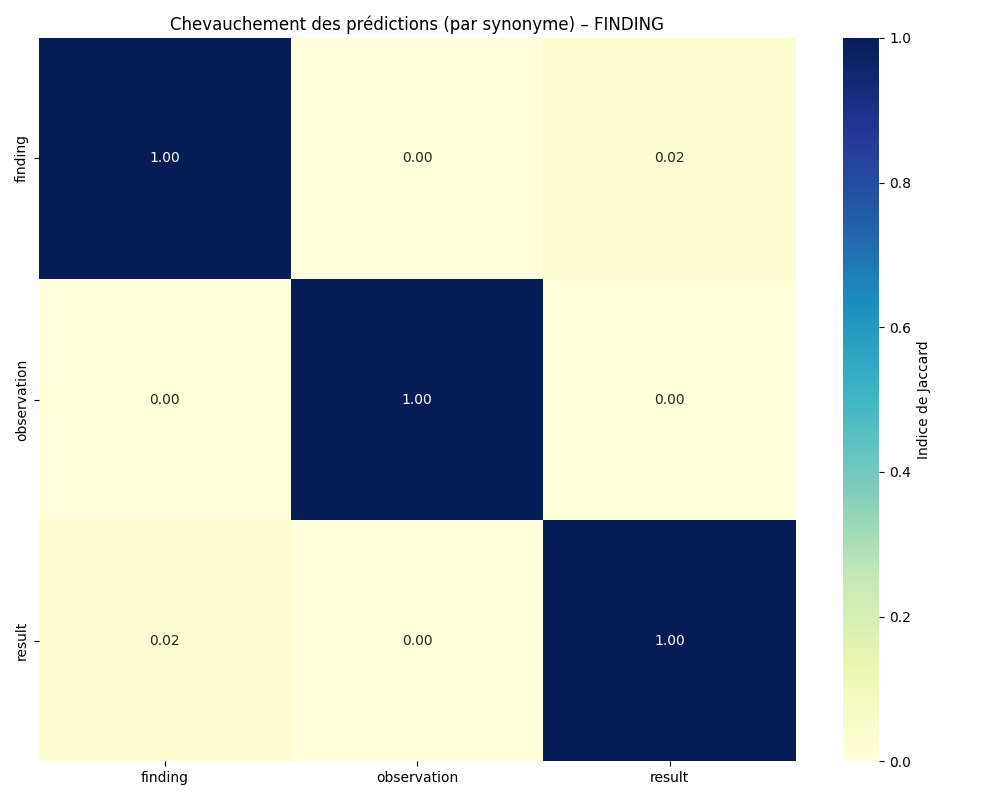 Chevauchement des prédictions (par synonyme) – FINDING
finding
1.00
0.00
0.02
observation
0.00
1.00
0.00
result
0.02
0.00
1.00
finding
observation
result
1.0
0.8
0.6
0.4
0.2
0.0
Indice de Jaccard